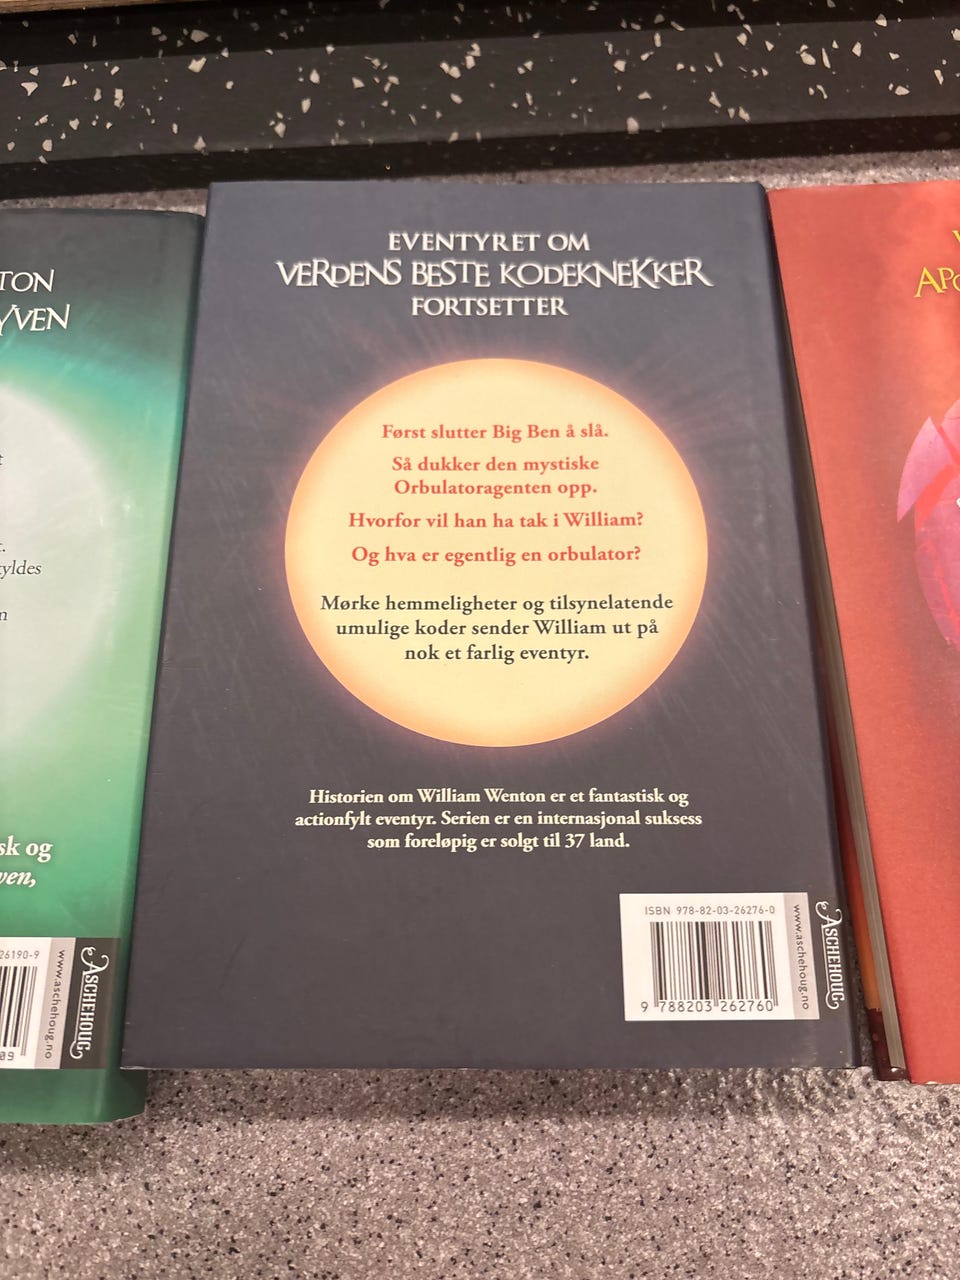 TON
YVEN
yldes
sk og
ven,
26190-9
www.aschehoug.no
ASCHEHOUG
EVENTYRET OM
VERDENS BESTE KODEKNEKKER
FORTSETTER
Først slutter Big Ben å slå.
Så dukker den mystiske
Orbulatoragenten opp.
Hvorfor vil han ha tak i William?
Og hva er egentlig en orbulator?
Mørke hemmeligheter og tilsynelatende
umulige koder sender William ut på
nok et farlig eventyr.
Historien om William Wenton er et fantastisk og
actionfylt eventyr. Serien er en internasjonal suksess
som foreløpig er solgt til 37 land.
ISBN 978-82-03-26276-0
9 788203 262760
www.aschehoug.no
ASCHEHOUG
APO